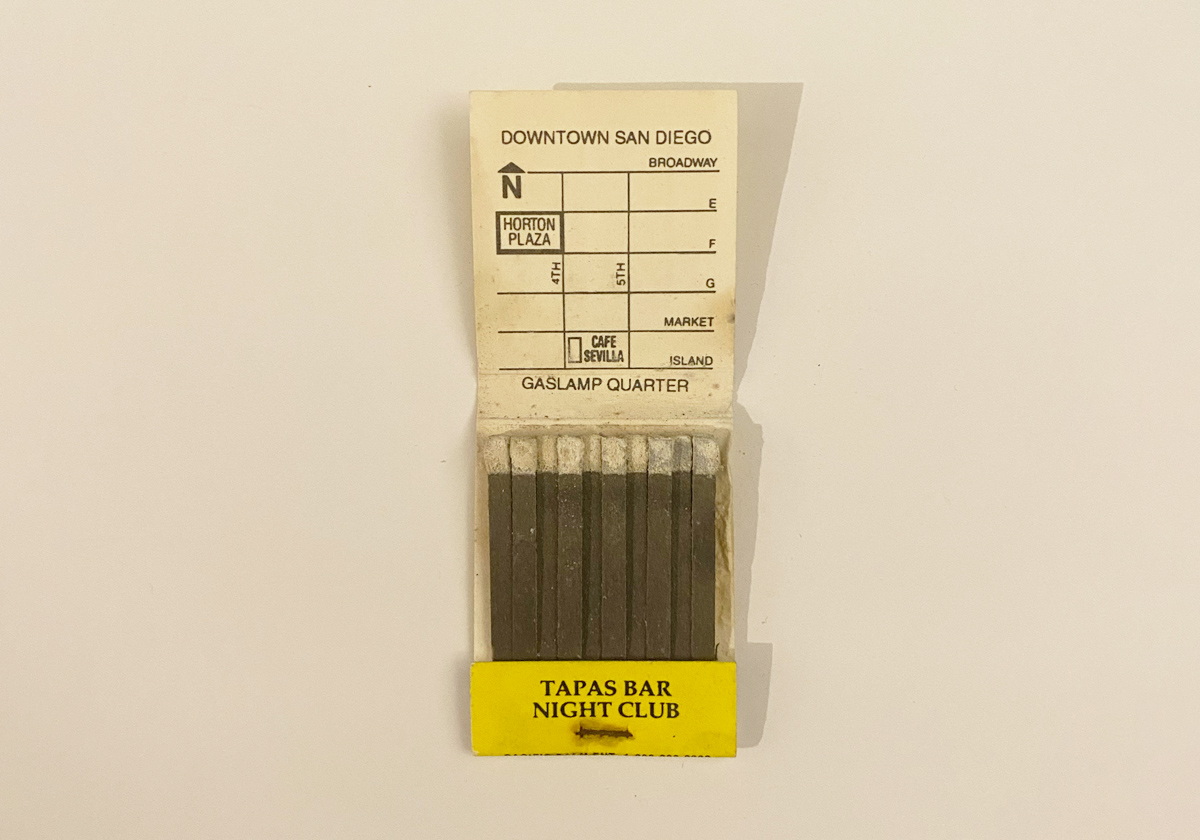 DOWNTOWN SAN DIEGO
BROADWAY
N
E
HORTON
PLAZA
F
4TH
5TH
G
MARKET
CAFE
SEVILLA
ISLAND
GASLAMP QUARTER
TAPAS BAR
NIGHT CLUB